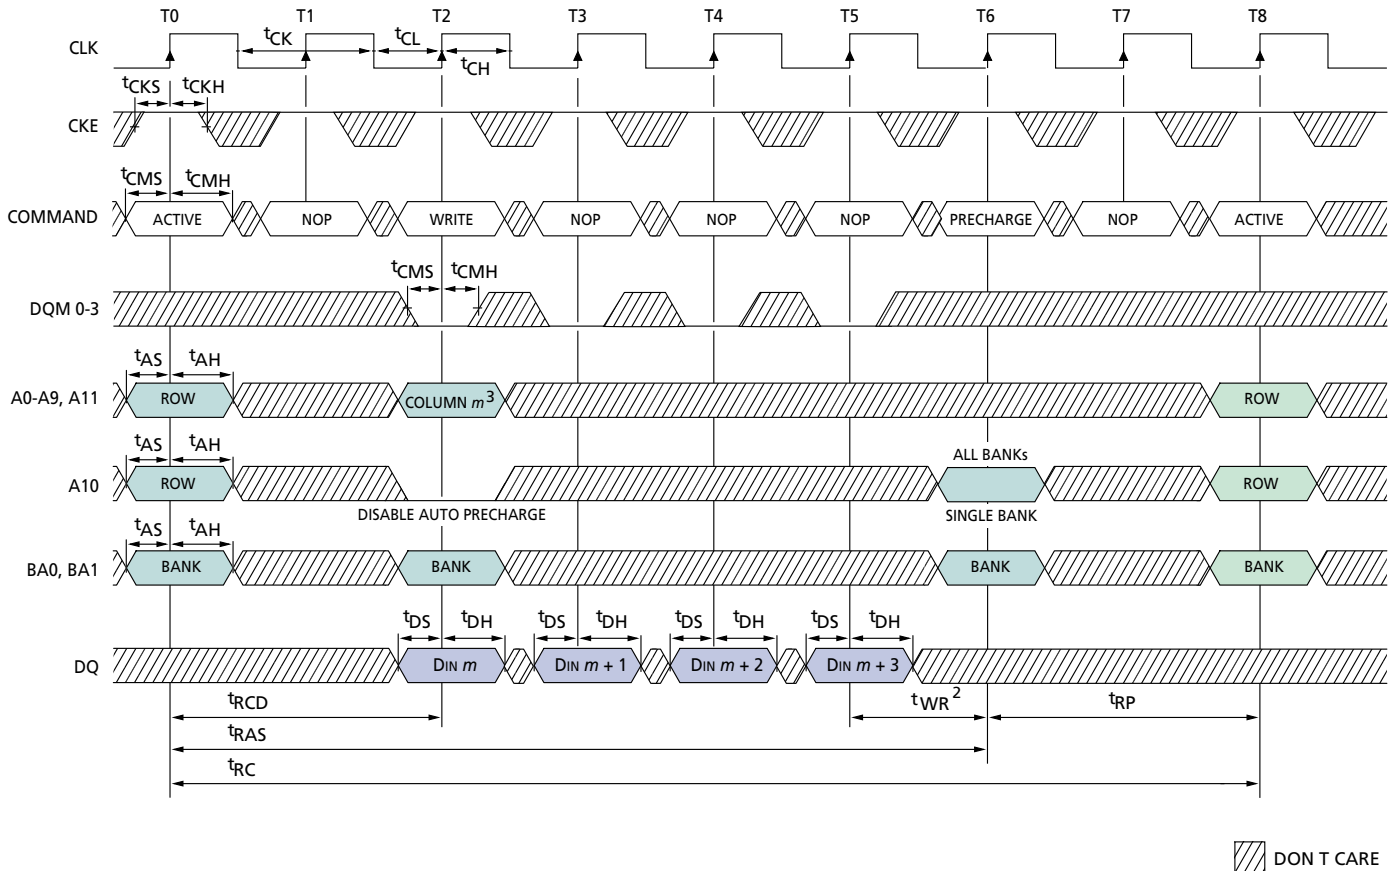 T0 T1 T2 T3 T4 T5 T6 T7 T8
CLK tCK tCL
tCH
tCKS tCKH
CKE
tCMS tCMH
COMMAND ACTIVE NOP WRITE NOP NOP NOP PRECHARGE NOP ACTIVE
tCMS tCMH
DQM 0-3
tAS tAH
A0-A9, A11 ROW COLUMN m3 ROW
tAS tAH ALL BANKs
A10 ROW ROW
DISABLE AUTO PRECHARGE SINGLE BANK
tAS tAH
BA0, BA1 BANK BANK BANK BANK
tDS tDH tDS tDH tDS tDH tDS tDH
DQ DIN m DIN m + 1 DIN m + 2 DIN m + 3
tRCD tWR2 tRP
tRAS
tRC
DON T CARE